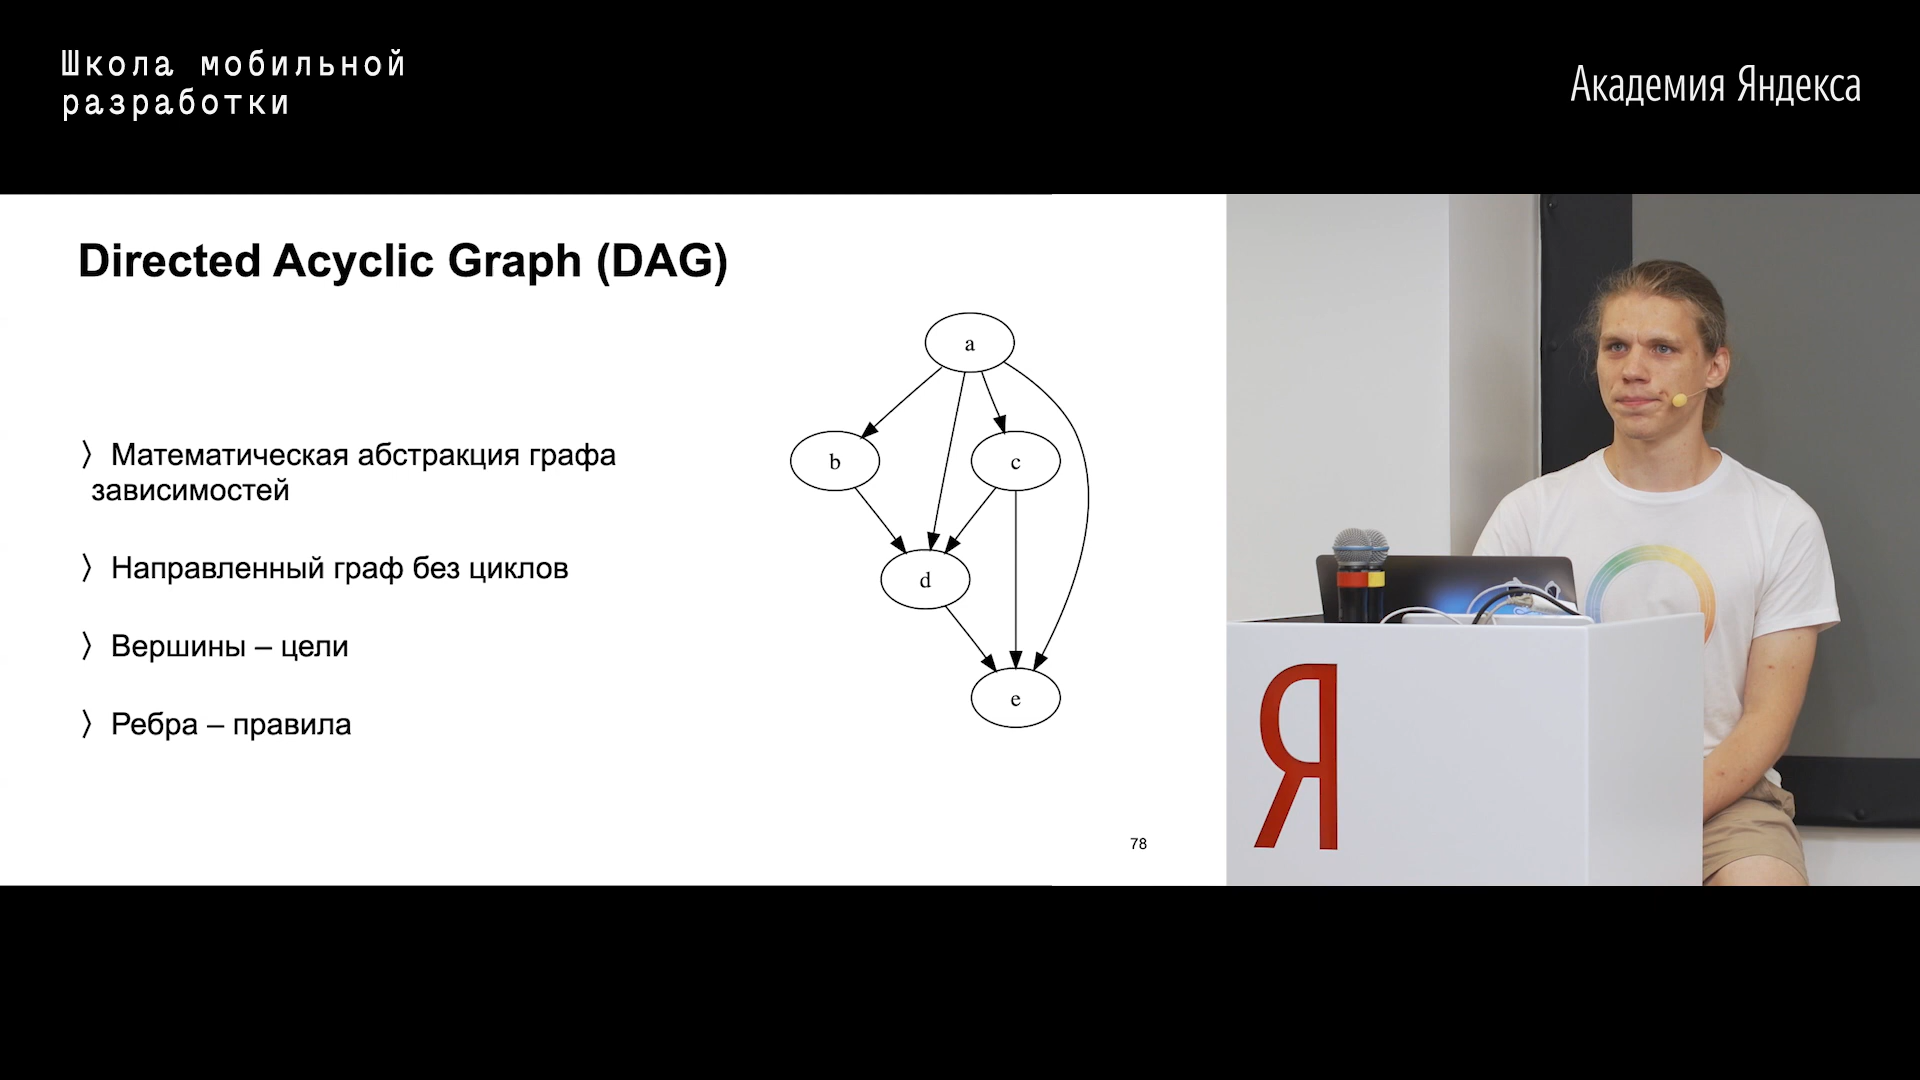 Школа мобильной
разработки
Академия Яндекса
Directed Acyclic Graph (DAG)
〉Математическая абстракция графа
зависимостей
〉Направленный граф без циклов
〉Вершины – цели
〉Ребра – правила
a
b
c
d
e
78
Я